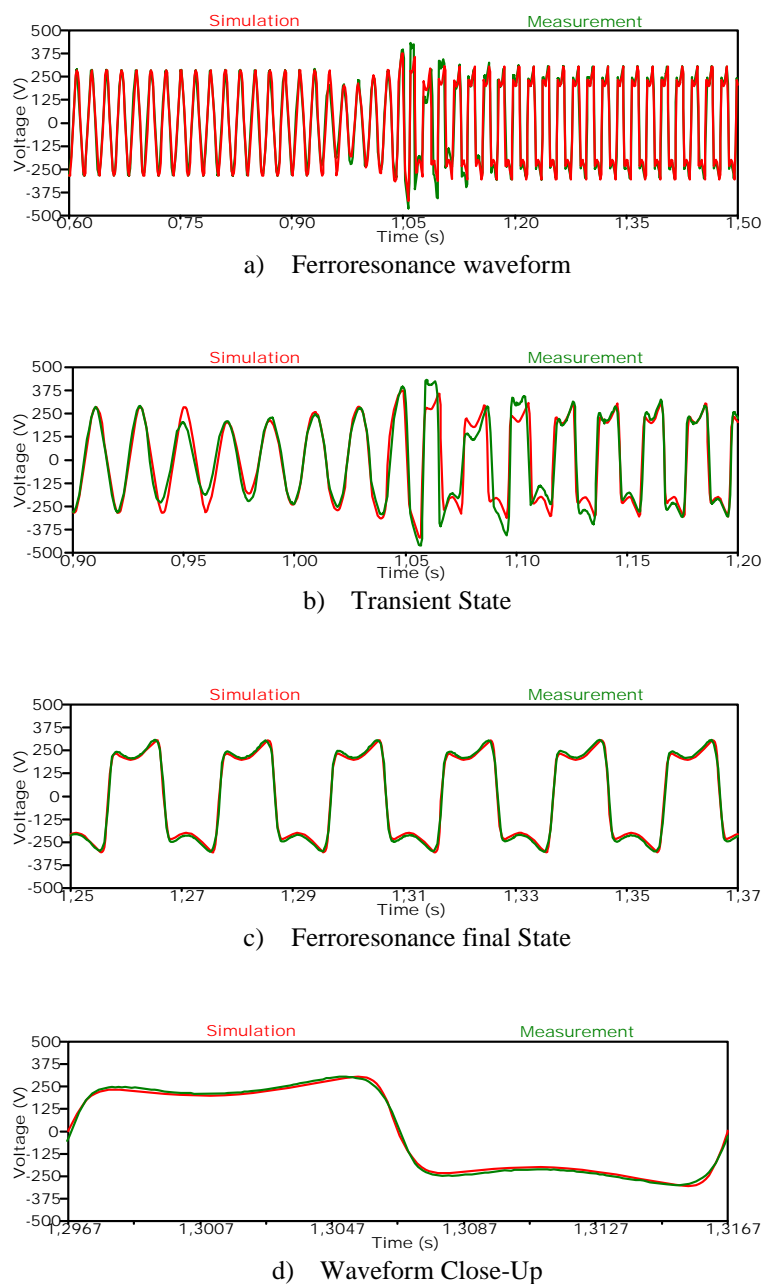 Simulation Measurement
500
375
250
125
0
-125
-250
-375
-500
Voltage (V)
0,60 0,75 0,90 1,05 1,20 1,35 1,50
Time (s)
a) Ferroresonance waveform
Simulation Measurement
500
375
250
125
0
-125
-250
-375
-500
Voltage (V)
0,90 0,95 1,00 1,05 1,10 1,15 1,20
Time (s)
b) Transient State
Simulation Measurement
500
375
250
125
0
-125
-250
-375
-500
Voltage (V)
1,25 1,27 1,29 1,31 1,33 1,35 1,37
Time (s)
c) Ferroresonance final State
Simulation Measurement
500
375
250
125
0
-125
-250
-375
-500
Voltage (V)
1,2967 1,3007 1,3047 1,3087 1,3127 1,3167
Time (s)
d) Waveform Close-Up